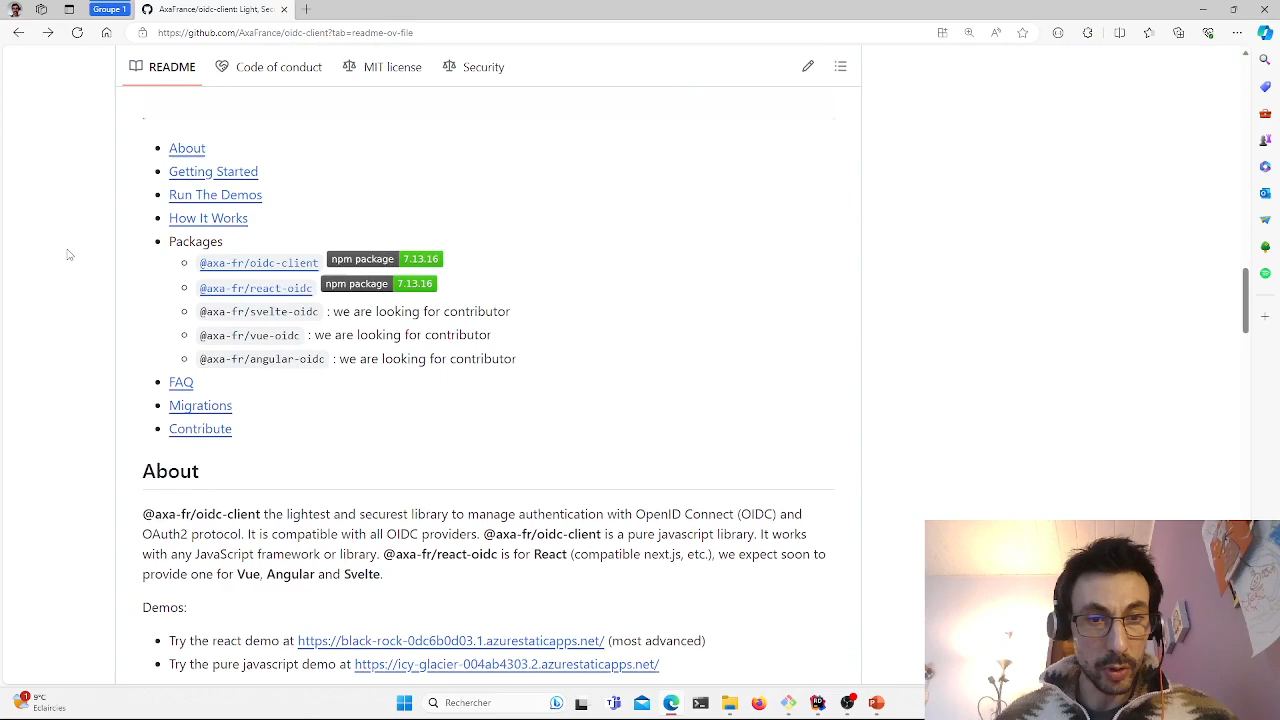 Groupe 1
AxaFrance/oidc-client: Light, Sec
https://github.com/AxaFrance/oidc-client?tab=readme-ov-file
README
Code of conduct
MIT license
Security
.
About
Getting Started
Run The Demos
How It Works
Packages
@axa-fr/oidc-client npm package 7.13.16
@axa-fr/react-oidc npm package 7.13.16
@axa-fr/svelte-oidc : we are looking for contributor
@axa-fr/vue-oidc : we are looking for contributor
@axa-fr/angular-oidc : we are looking for contributor
FAQ
Migrations
Contribute
About
@axa-fr/oidc-client the lightest and securest library to manage authentication with OpenID Connect (OIDC) and
OAuth2 protocol. It is compatible with all OIDC providers. @axa-fr/oidc-client is a pure javascript library. It works
with any JavaScript framework or library. @axa-fr/react-oidc is for React (compatible next.js, etc.), we expect soon to
provide one for Vue, Angular and Svelte.
Demos:
Try the react demo at https://black-rock-0dc6b0d03.1.azurestaticapps.net/ (most advanced)
Try the pure javascript demo at https://icy-glacier-004ab4303.2.azurestaticapps.net/
1
9°C
Eclaircies
Rechercher